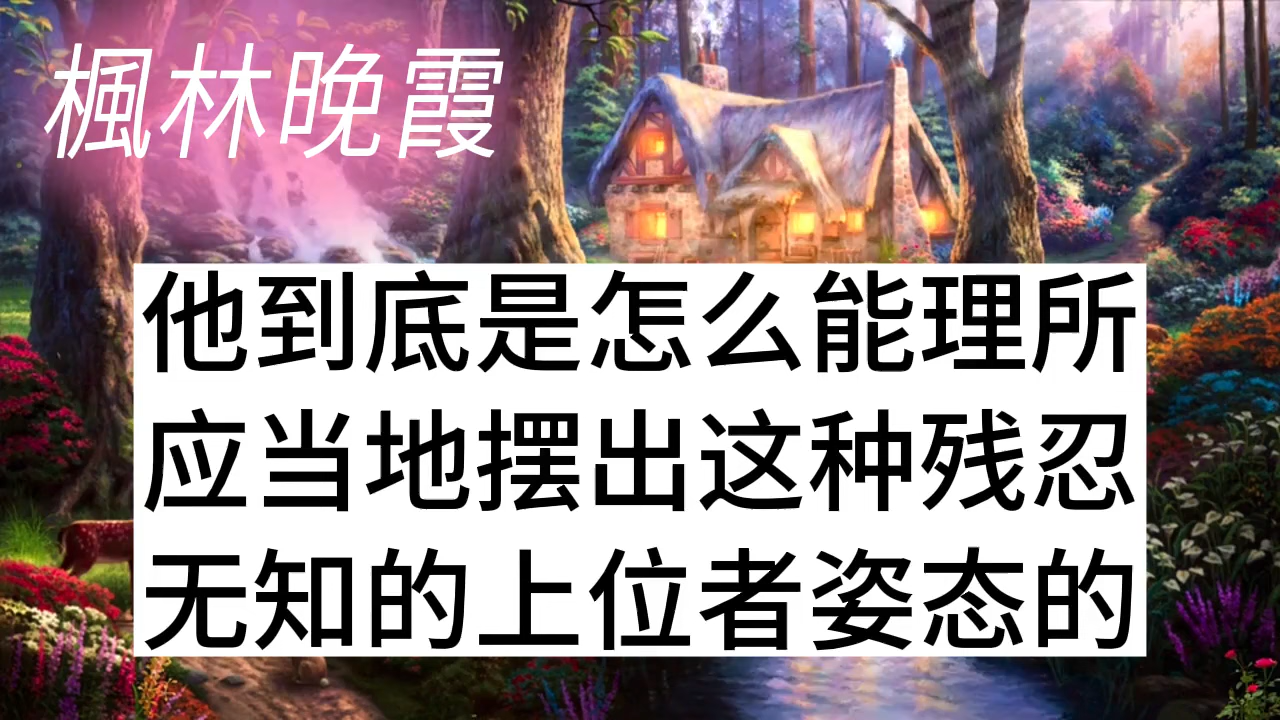 楓林晚霞
他到底是怎么能理所
应当地摆出这种残忍
无知的上位者姿态的